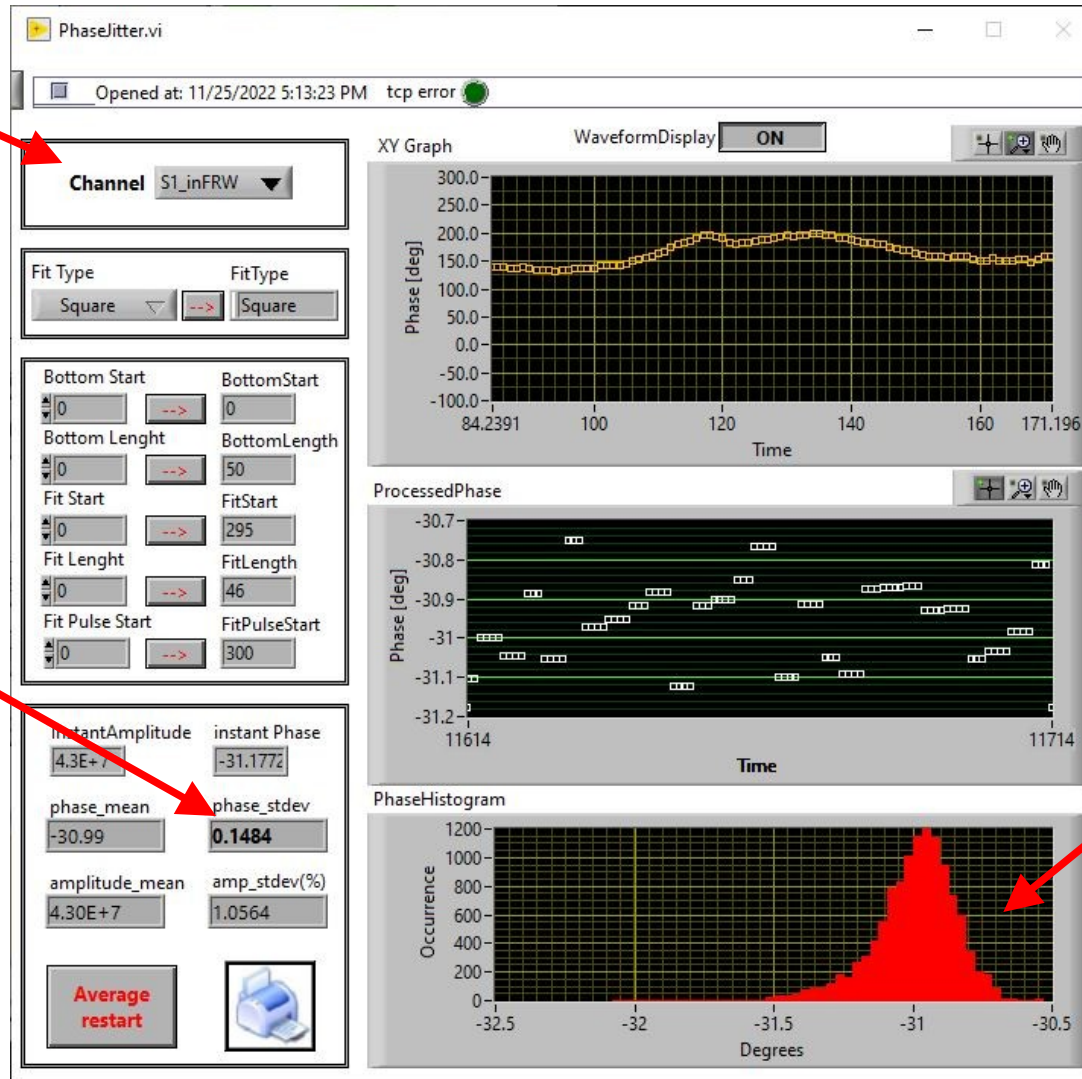 PhaseJitter.vi
Opened at: 11/25/2022 5:13:23 PM tcp error
Channel S1_inFRW
Fit Type FitType
Square --> Square
Bottom Start BottomStart
0 --> 0
Bottom Lenght BottomLength
0 --> 50
Fit Start FitStart
0 --> 295
Fit Lenght FitLength
0 --> 46
Fit Pulse Start FitPulseStart
0 --> 300
InstantAmplitude instant Phase
4.3E+7 -31.1772
phase_mean phase_stdev
-30.99 0.1484
amplitude_mean amp_stdev(%)
4.30E+7 1.0564
Average
restart
XY Graph WaveformDisplay ON
300.0
250.0
200.0
150.0
100.0
50.0
0.0
-50.0
-100.0
Phase [deg]
84.2391 100 120 140 160 171.196
Time
ProcessedPhase
-30.7
-30.8
-30.9
-31
-31.1
-31.2
Phase [deg]
11614 11714
Time
PhaseHistogram
1200
1000
800
600
400
200
0
Occurrence
-32.5 -32 -31.5 -31 -30.5
Degrees